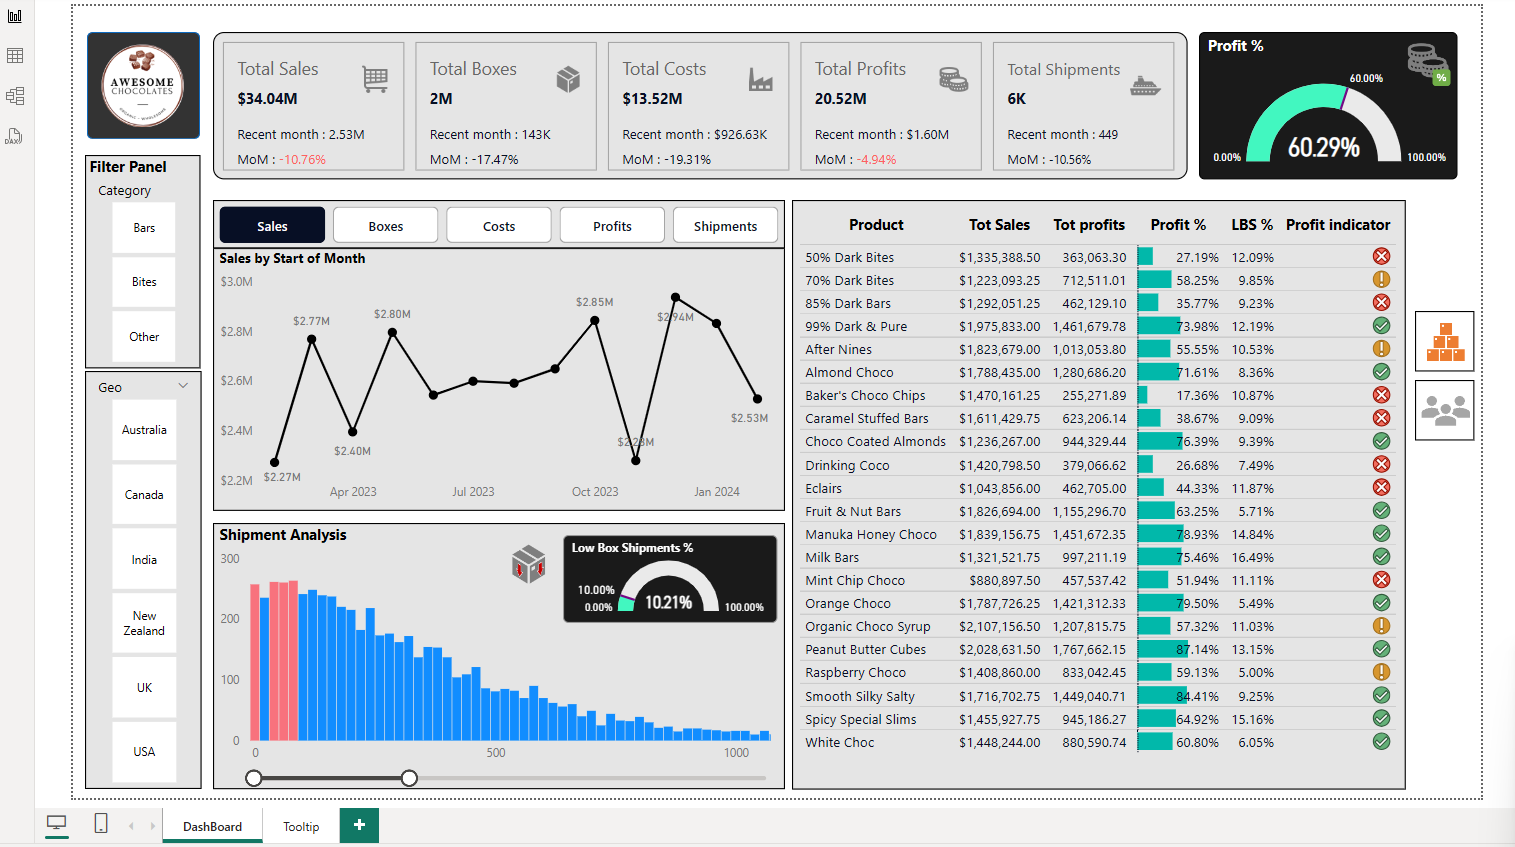 AWESOME
CHOCOLATES
Total Sales
$34.04M
Recent month : 2.53M
MoM : -10.76%
Total Boxes
2M
Recent month : 143K
MoM : -17.47%
Total Costs
$13.52M
Recent month : $926.63K
MoM : -19.31%
Total Profits
20.52M
Recent month : $1.60M
MoM : -4.94%
Total Shipments
6K
Recent month : 449
MoM : -10.56%
Profit %
%
60.00%
0.00%
60.29%
100.00%
Filter Panel
Category
Bars
Bites
Other
Geo
Australia
Canada
India
New
Zealand
UK
USA
Sales Boxes Costs Profits Shipments
Sales by Start of Month
$3.0M
$2.8M
$2.6M
$2.4M
$2.2M
$2.27M
$2.77M
$2.40M
$2.80M
$2.85M
$2.94M
$2.53M
Apr 2023 Jul 2023 Oct 2023 Jan 2024
Shipment Analysis
300
200
100
0
0 500 1000
Low Box Shipments %
10.00%
0.00%
10.21%
100.00%
Product Tot Sales Tot profits Profit % LBS % Profit indicator
50% Dark Bites $1,335,388.50 363,063.30 27.19% 12.09%
70% Dark Bites $1,223,093.25 712,511.01 58.25% 9.85%
85% Dark Bars $1,292,051.25 462,129.10 35.77% 9.23%
99% Dark & Pure $1,975,833.00 1,461,679.78 73.98% 12.19%
After Nines $1,823,679.00 1,013,053.80 55.55% 10.53%
Almond Choco $1,788,435.00 1,280,686.20 71.61% 8.36%
Baker's Choco Chips $1,470,161.25 255,271.89 17.36% 10.87%
Caramel Stuffed Bars $1,611,429.75 623,206.14 38.67% 9.09%
Choco Coated Almonds $1,236,267.00 944,329.44 76.39% 9.39%
Drinking Coco $1,420,798.50 379,066.62 26.68% 7.49%
Eclairs $1,043,856.00 462,705.00 44.33% 11.87%
Fruit & Nut Bars $1,826,694.00 1,155,296.70 63.25% 5.71%
Manuka Honey Choco $1,839,156.75 1,451,672.35 78.93% 14.84%
Milk Bars $1,321,521.75 997,211.19 75.46% 16.49%
Mint Chip Choco $880,897.50 457,537.42 51.94% 11.11%
Orange Choco $1,787,726.25 1,421,312.33 79.50% 5.49%
Organic Choco Syrup $2,107,156.50 1,207,815.75 57.32% 11.03%
Peanut Butter Cubes $2,028,631.50 1,767,662.15 87.14% 13.15%
Raspberry Choco $1,408,860.00 833,042.45 59.13% 5.00%
Smooth Silky Salty $1,716,702.75 1,449,040.71 84.41% 9.25%
Spicy Special Slims $1,455,927.75 945,186.27 64.92% 15.16%
White Choc $1,448,244.00 880,590.74 60.80% 6.05%
DashBoard Tooltip